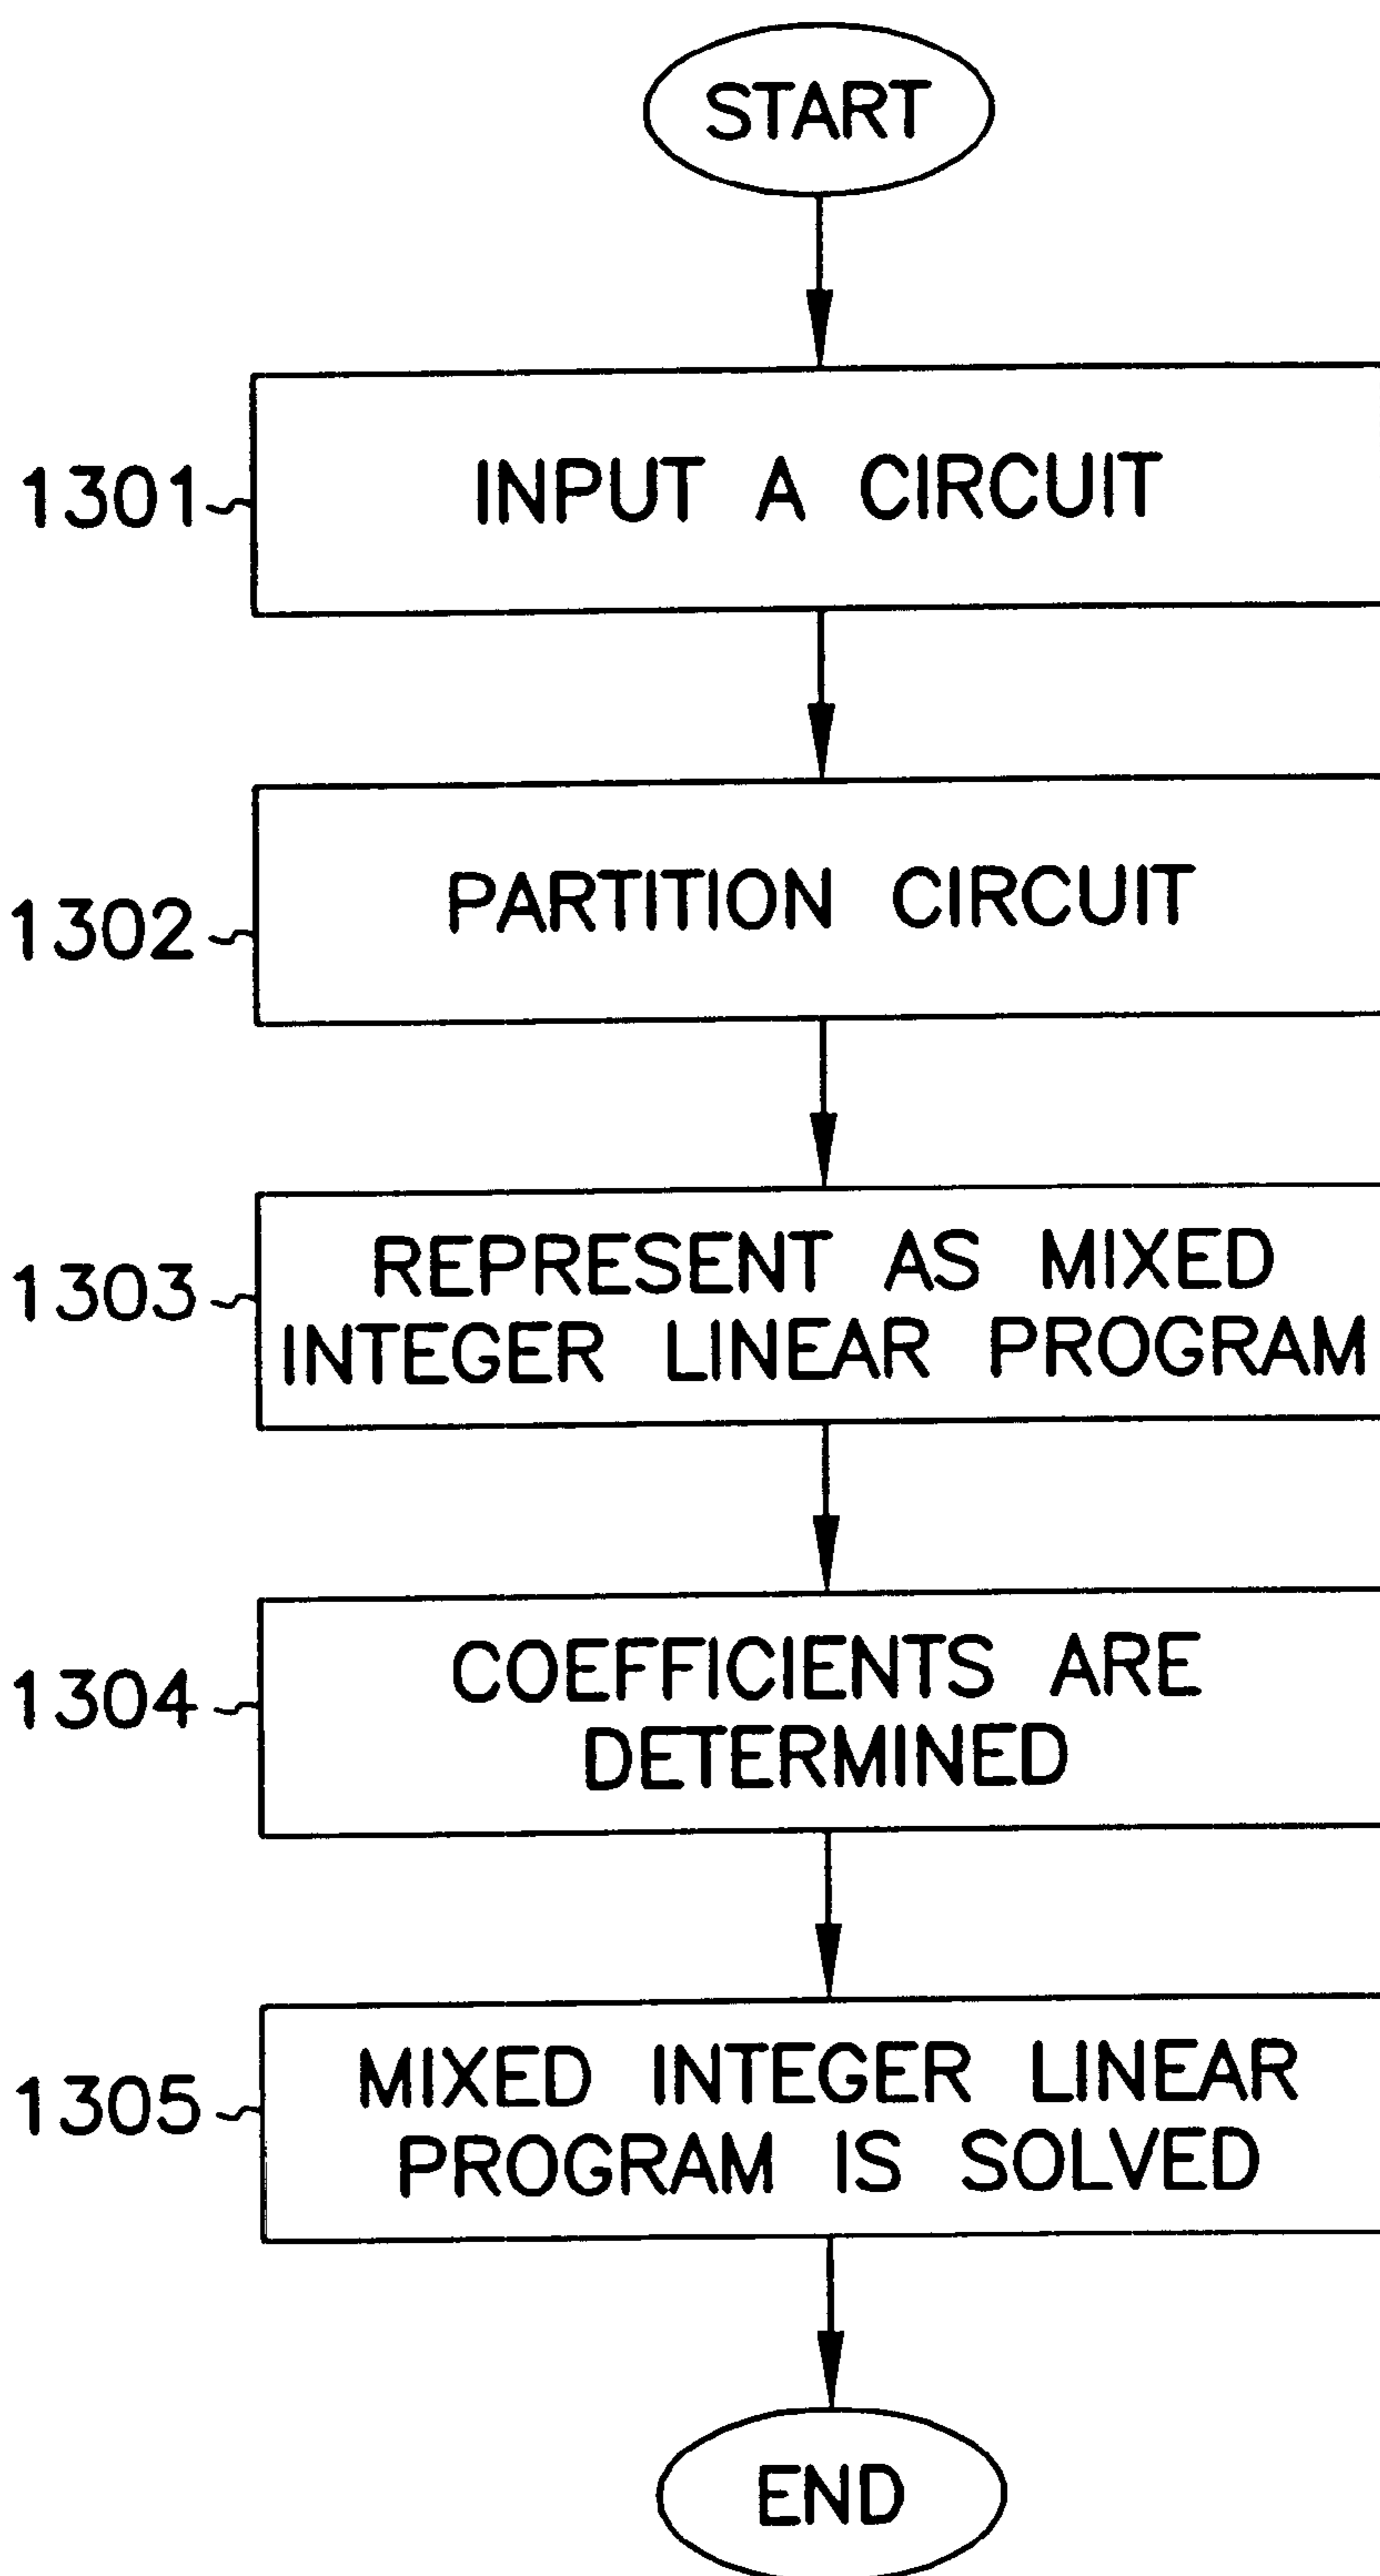 START
1301
INPUT A CIRCUIT
1302
PARTITION CIRCUIT
1303
REPRESENT AS MIXED
INTEGER LINEAR PROGRAM
1304
COEFFICIENTS ARE
DETERMINED
1305
MIXED INTEGER LINEAR
PROGRAM IS SOLVED
END